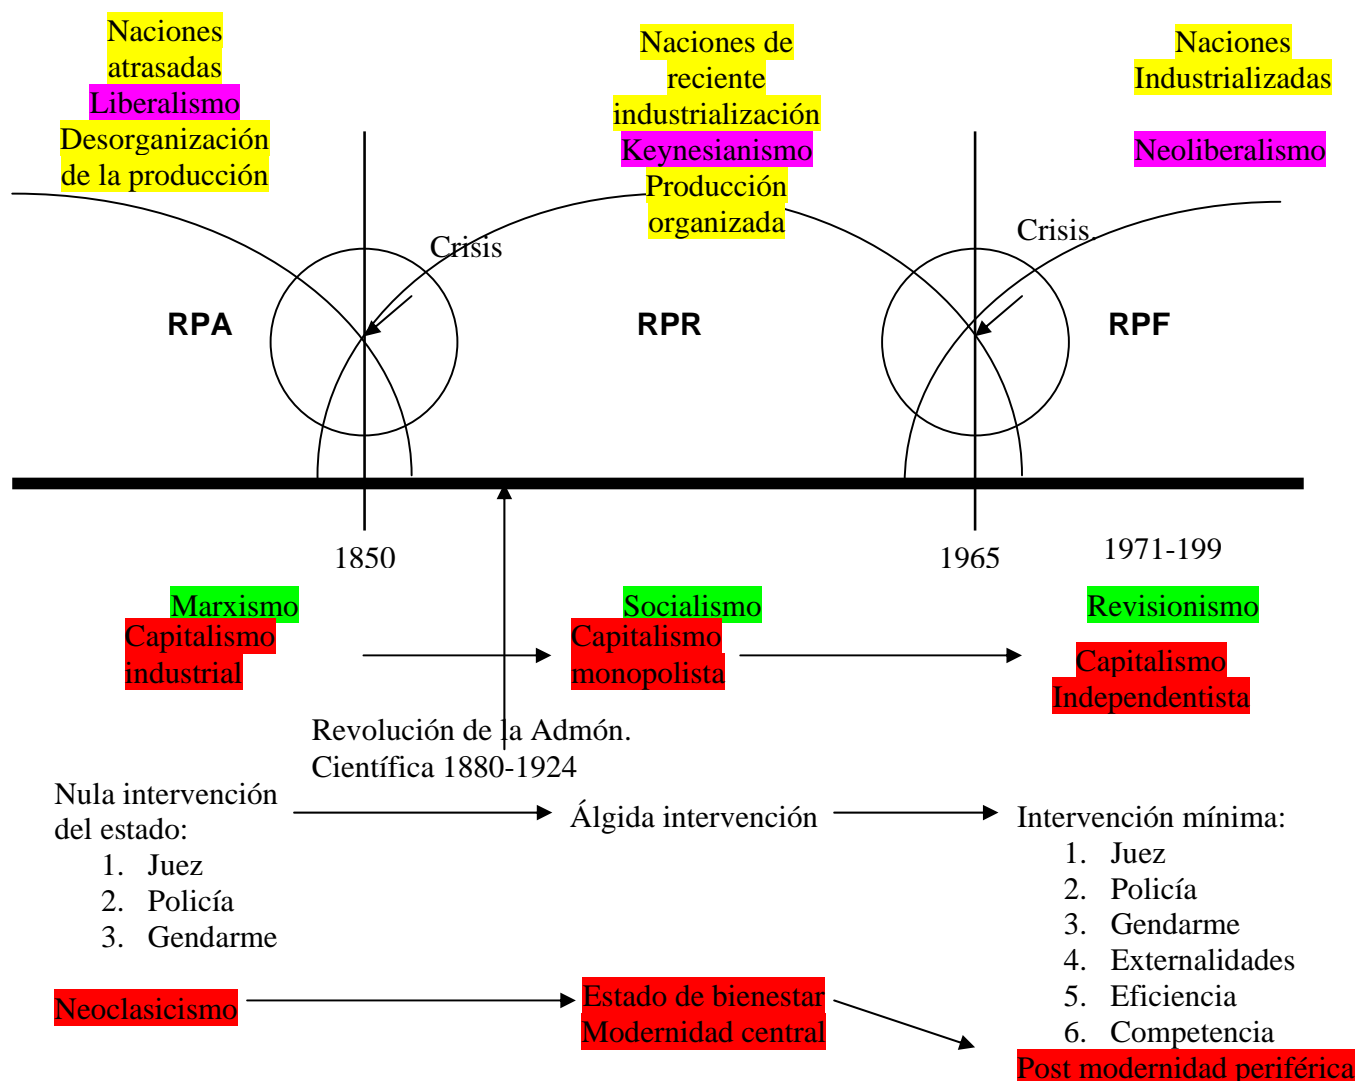 Naciones
atrasadas
Liberalismo
Desorganización
de la producción
Naciones de
reciente
industrialización
Keynesianismo
Producción
organizada
Naciones
Industrializadas
Neoliberalismo
Crisis
Crisis.
RPA
RPR
RPF
1850
1965
1971-199
Marxismo
Capitalismo
industrial
Socialismo
Capitalismo
monopolista
Revisionismo
Capitalismo
Independentista
Revolución de la Admón.
Científica 1880-1924
Nula intervención
del estado:
1. Juez
2. Policía
3. Gendarme
Álgida intervención
Intervención mínima:
1. Juez
2. Policía
3. Gendarme
4. Externalidades
5. Eficiencia
6. Competencia
Neoclasicismo
Estado de bienestar
Modernidad central
Post modernidad periférica